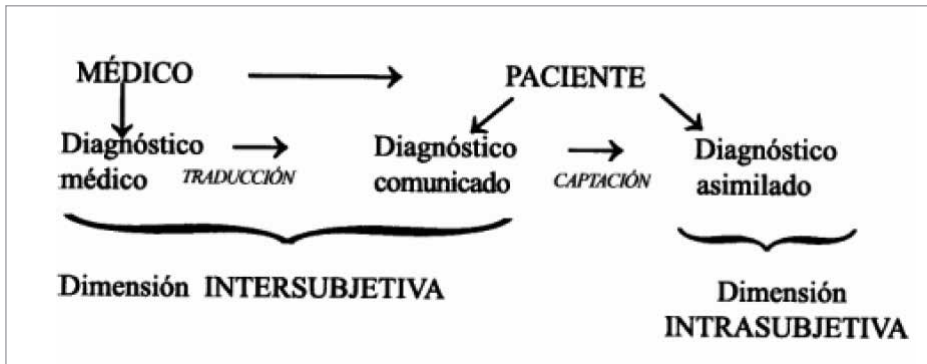 MÉDICO
PACIENTE
Diagnóstico
médico
TRADUCCIÓN
Diagnóstico
comunicado
CAPTACIÓN
Diagnóstico
asimilado
Dimensión INTERSUBJETIVA
Dimensión
INTRASUBJETIVA